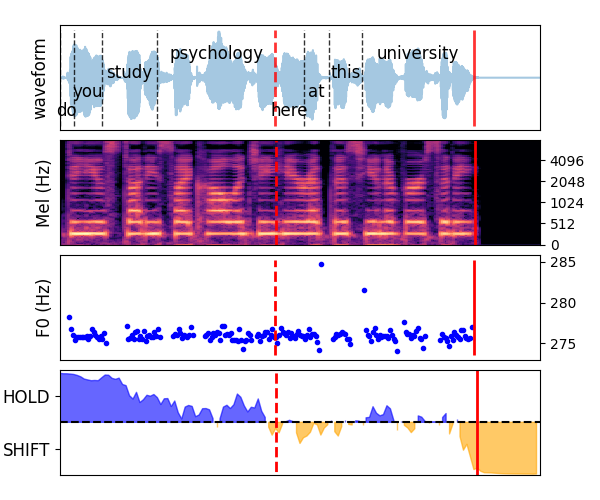 waveform
do you study psychology here at this university
Mel (Hz)
4096
2048
1024
512
0
F0 (Hz)
285
280
275
HOLD
SHIFT